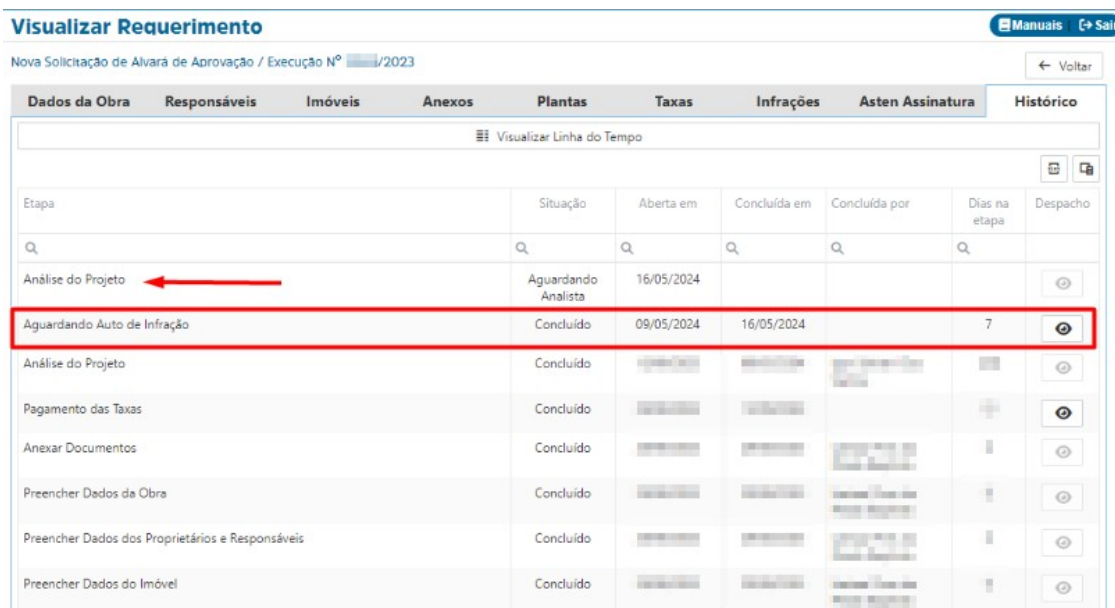 Visualizar Requerimento
Manuais Sair
Nova Solicitação de Alvará de Aprovação / Execução Nº /2023
Voltar
Dados da Obra Responsáveis Imóveis Anexos Plantas Taxas Infrações Asten Assinatura Histórico
Visualizar Linha do Tempo
Etapa Situação Aberta em Concluída em Concluída por Dias na etapa Despacho
Análise do Projeto Aguardando Analista 16/05/2024
Aguardando Auto de Infração Concluído 09/05/2024 16/05/2024 7
Análise do Projeto Concluído
Pagamento das Taxas Concluído
Anexar Documentos Concluído
Preencher Dados da Obra Concluído
Preencher Dados dos Proprietários e Responsáveis Concluído
Preencher Dados do Imóvel Concluído